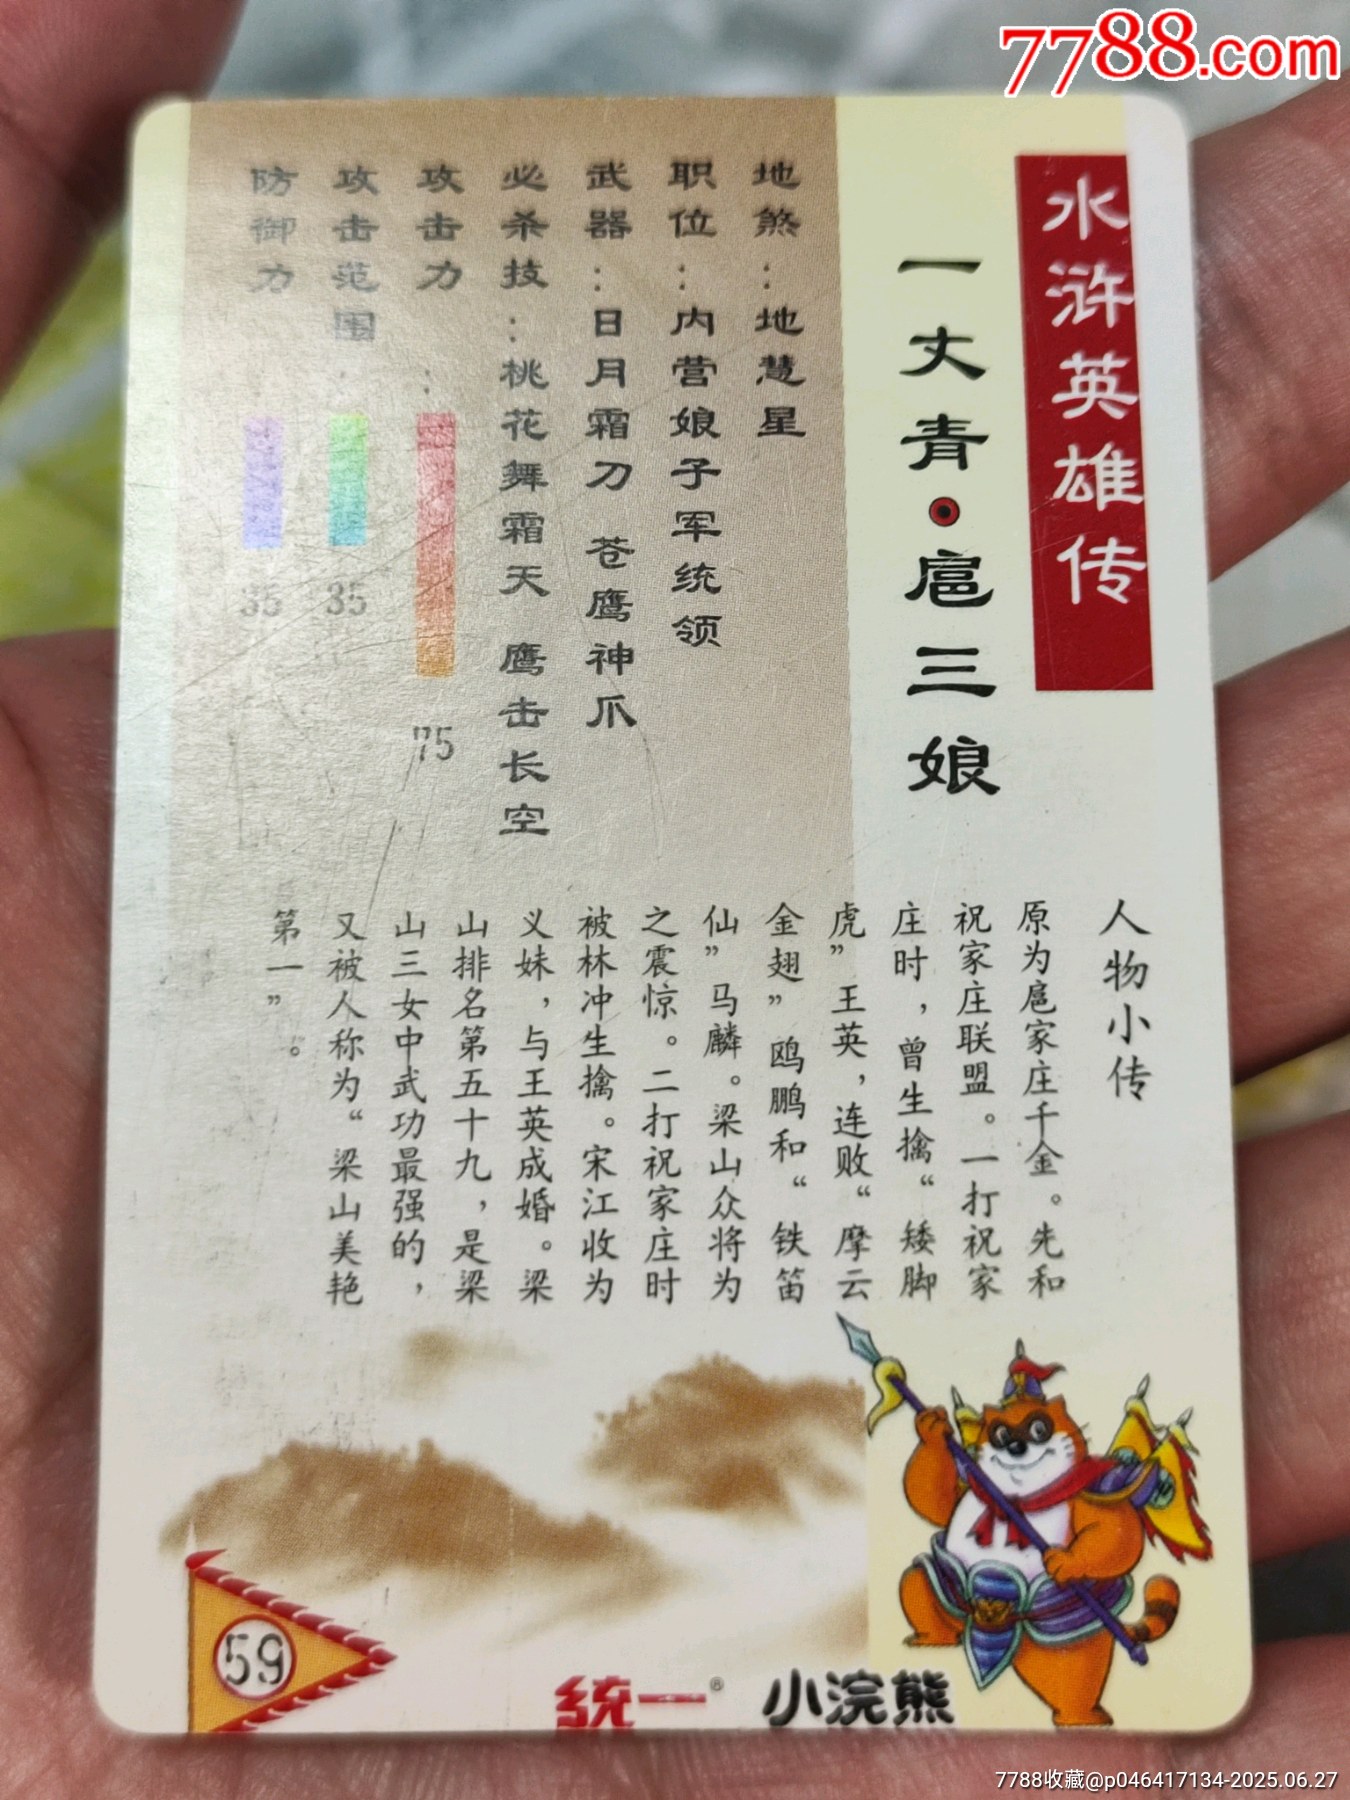 7788.com
水浒英雄传
一丈青·扈三娘
地煞：地慧星
职位：内营娘子军统领
武器：日月霜刀 苍鹰神爪
必杀技：桃花舞霜天 鹰击长空
攻击力：75
攻击范围：35
防御力 35
人物小传
原为扈家庄千金。先和
祝家庄联盟。一打祝家
庄时，曾生擒“矮脚
虎”王英，连败“摩云
金翅”鸥鹏和“铁笛
仙”马麟。梁山众将为
之震惊。二打祝家庄时
被林冲生擒。宋江收为
义妹，与王英成婚。梁
山排名第五十九，是梁
山三女中武功最强的，
又被人称为“梁山美艳
第一”。
59
統一®
小浣熊
7788收藏@p046417134-2025.06.27